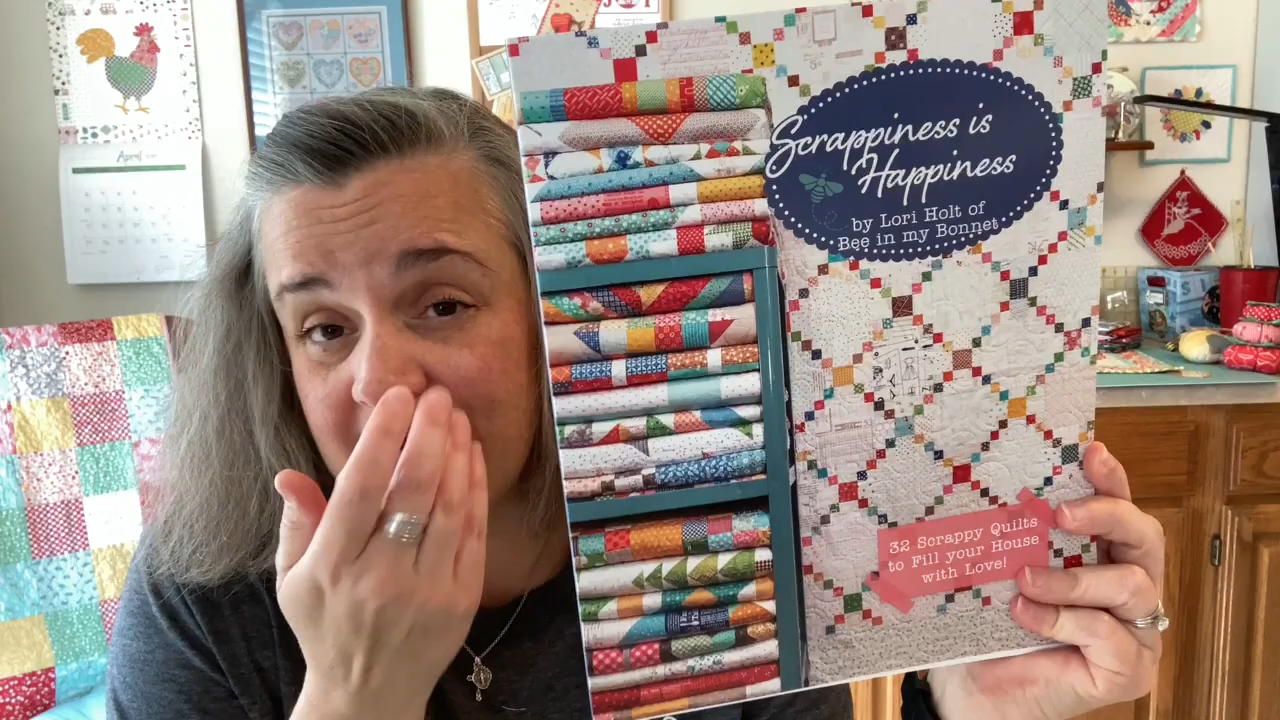 April
Scrappiness is
Happiness
by Lori Holt of
Bee in my Bonnet
32 Scrappy Quilts
to Fill your House
with Love!